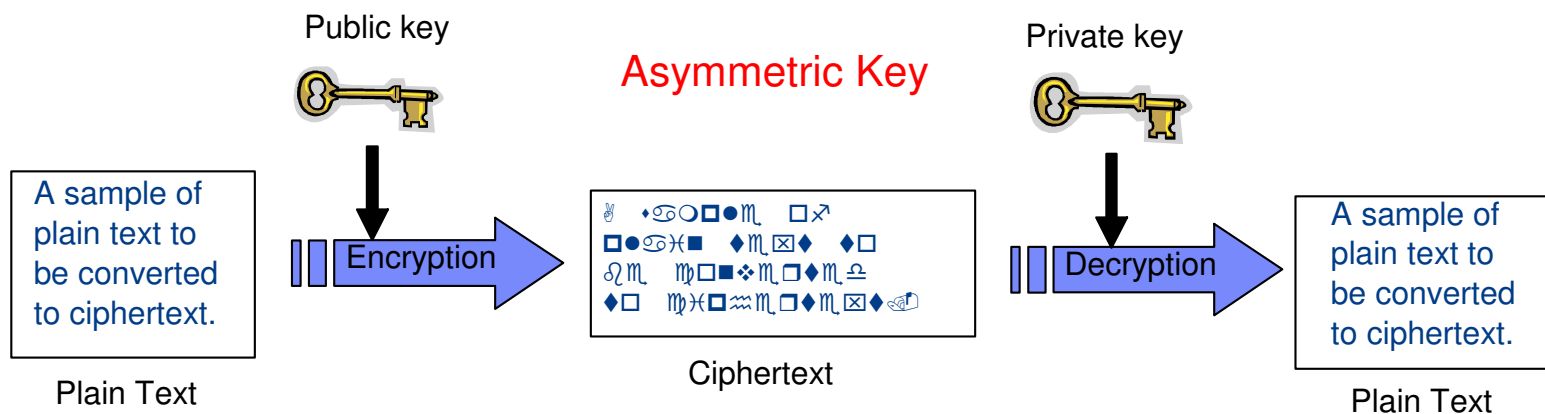 Public key
Asymmetric Key
Private key
A sample of
plain text to
be converted
to ciphertext.
Plain Text
Encryption
Ciphertext
Decryption
A sample of
plain text to
be converted
to ciphertext.
Plain Text